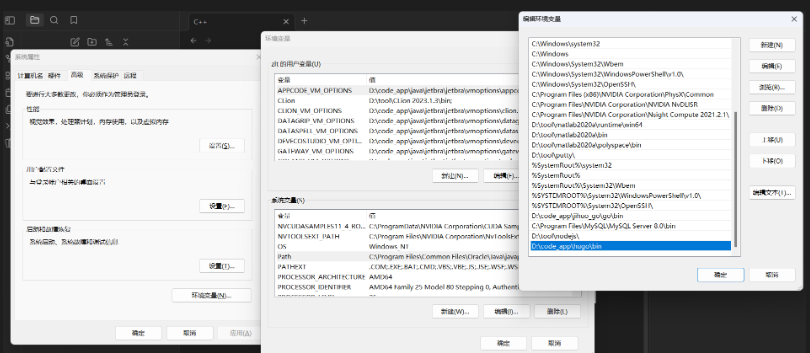 C++
系统属性
计算机名 硬件 高级 系统保护 远程
要进行大多数更改，你必须作为管理员登录。
性能
视觉效果，处理器计划，内存使用，以及虚拟内存
设置(S)...
用户配置文件
与登录帐户相关的桌面设置
设置(E)...
启动和故障恢复
系统启动、系统故障和调试信息
设置(T)...
环境变量(N)...
确定 取消 应用(A)
环境变量
的用户变量(U)
变量 值
APPCODE_VM_OPTIONS D:\code_app\java\jetbra\jetbra\vmoptions\appco
CLion D:\tool\CLion 2023.1.3\bin;
CLION_VM_OPTIONS D:\code_app\java\jetbra\jetbra\vmoptions\clion.
DATAGRIP_VM_OPTIONS D:\code_app\java\jetbra\jetbra\vmoptions\datag
DATASPELL_VM_OPTIONS D:\code_app\java\jetbra\jetbra\vmoptions\datas
DEVECOSTUDIO_VM_OPT... D:\code_app\java\jetbra\jetbra\vmoptions\devec
GATEWAY_VM_OPTIONS D:\code_app\java\jetbra\jetbra\vmoptions\gatew
新建(N)... 编辑(E)...
系统变量(S)
变量 值
NVCUDASAMPLES11_4_RO... C:\ProgramData\NVIDIA Corporation\CUDA Sam
NVTOOLSEXT_PATH C:\Program Files\NVIDIA Corporation\NvToolsEx
OS Windows_NT
Path C:\Program Files\Common Files\Oracle\Java\java
PATHEXT .COM;.EXE;.BAT;.CMD;.VBS;.VBE;.JS;.JSE;.WSF;.WS
PROCESSOR_ARCHITECTURE AMD64
PROCESSOR_IDENTIFIER AMD64 Family 25 Model 80 Stepping 0, Authenti
新建(W)... 编辑(I)... 删除(L)
确定 取消
编辑环境变量
C:\Windows\system32
C:\Windows
C:\Windows\System32\Wbem
C:\Windows\System32\WindowsPowerShell\v1.0\
C:\Windows\System32\OpenSSH\
C:\Program Files (x86)\NVIDIA Corporation\PhysX\Common
C:\Program Files\NVIDIA Corporation\NVIDIA NvDLISR
C:\Program Files\NVIDIA Corporation\Nsight Compute 2021.2.1\
D:\tool\matlab2020a\runtime\win64
D:\tool\matlab2020a\bin
D:\tool\matlab2020a\polyspace\bin
D:\tool\putty\
%SystemRoot%\system32
%SystemRoot%
%SystemRoot%\System32\Wbem
%SYSTEMROOT%\System32\WindowsPowerShell\v1.0\
%SYSTEMROOT%\System32\OpenSSH\
D:\code_app\jihuo_go\go\bin
C:\Program Files\MySQL\MySQL Server 8.0\bin
D:\tool\nodejs\
D:\code_app\hugo\bin
新建(N)
编辑(E)
浏览(B)...
删除(D)
上移(U)
下移(O)
编辑文本(T)...
确定 取消